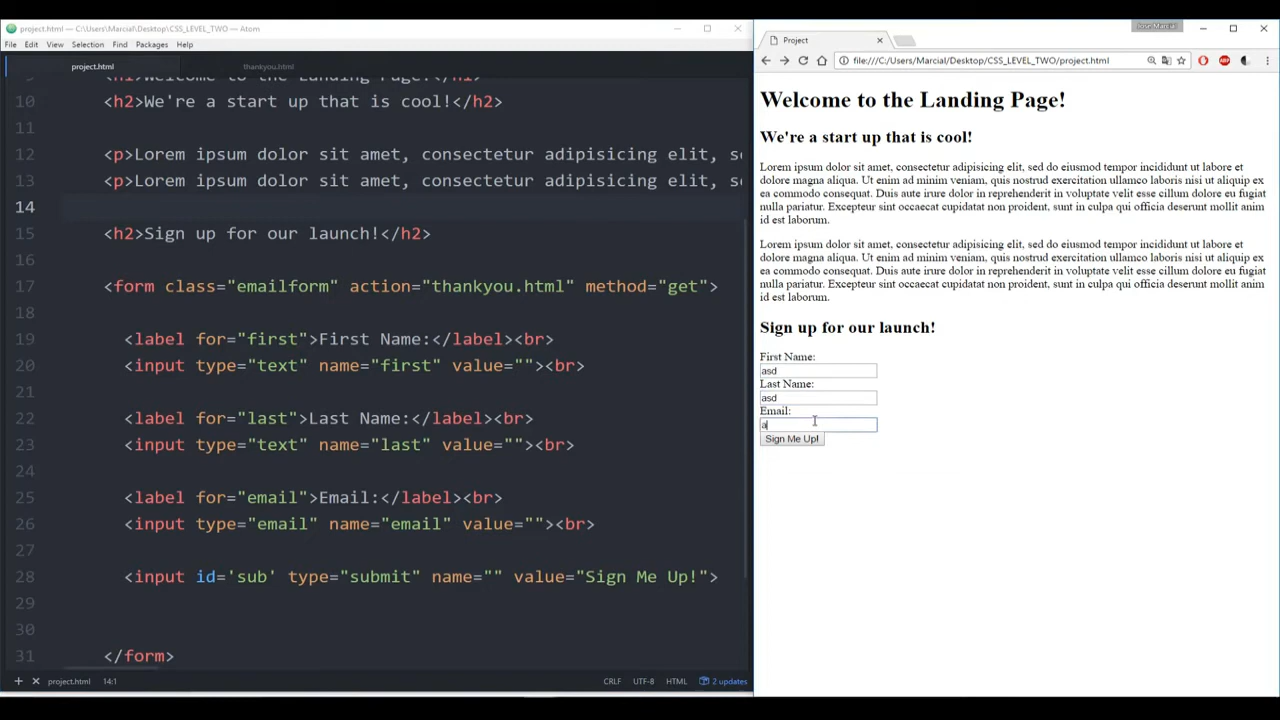 project.html — C:\Users\Marcial\Desktop\CSS_LEVEL_TWO — Atom
File Edit View Selection Find Packages Help
project.html thankyou.html
<h1>Welcome to the Landing Page!</h1>
10 <h2>We're a start up that is cool!</h2>
11
12 <p>Lorem ipsum dolor sit amet, consectetur adipisicing elit, se
13 <p>Lorem ipsum dolor sit amet, consectetur adipisicing elit, se
14
15 <h2>Sign up for our launch!</h2>
16
17 <form class="emailform" action="thankyou.html" method="get">
18
19 <label for="first">First Name:</label><br>
20 <input type="text" name="first" value=""><br>
21
22 <label for="last">Last Name:</label><br>
23 <input type="text" name="last" value=""><br>
24
25 <label for="email">Email:</label><br>
26 <input type="email" name="email" value=""><br>
27
28 <input id='sub' type="submit" name="" value="Sign Me Up!">
29
30
31 </form>
project.html 14:1 CRLF UTF-8 HTML 2 updates
Jose Marcial
Project
file:///C:/Users/Marcial/Desktop/CSS_LEVEL_TWO/project.html
Welcome to the Landing Page!
We're a start up that is cool!
Lorem ipsum dolor sit amet, consectetur adipisicing elit, sed do eiusmod tempor incididunt ut labore et
dolore magna aliqua. Ut enim ad minim veniam, quis nostrud exercitation ullamco laboris nisi ut aliquip ex
ea commodo consequat. Duis aute irure dolor in reprehenderit in voluptate velit esse cillum dolore eu fugiat
nulla pariatur. Excepteur sint occaecat cupidatat non proident, sunt in culpa qui officia deserunt mollit anim
id est laborum.
Lorem ipsum dolor sit amet, consectetur adipisicing elit, sed do eiusmod tempor incididunt ut labore et
dolore magna aliqua. Ut enim ad minim veniam, quis nostrud exercitation ullamco laboris nisi ut aliquip ex
ea commodo consequat. Duis aute irure dolor in reprehenderit in voluptate velit esse cillum dolore eu fugiat
nulla pariatur. Excepteur sint occaecat cupidatat non proident, sunt in culpa qui officia deserunt mollit anim
id est laborum.
Sign up for our launch!
First Name:
asd
Last Name:
asd
Email:
a
Sign Me Up!